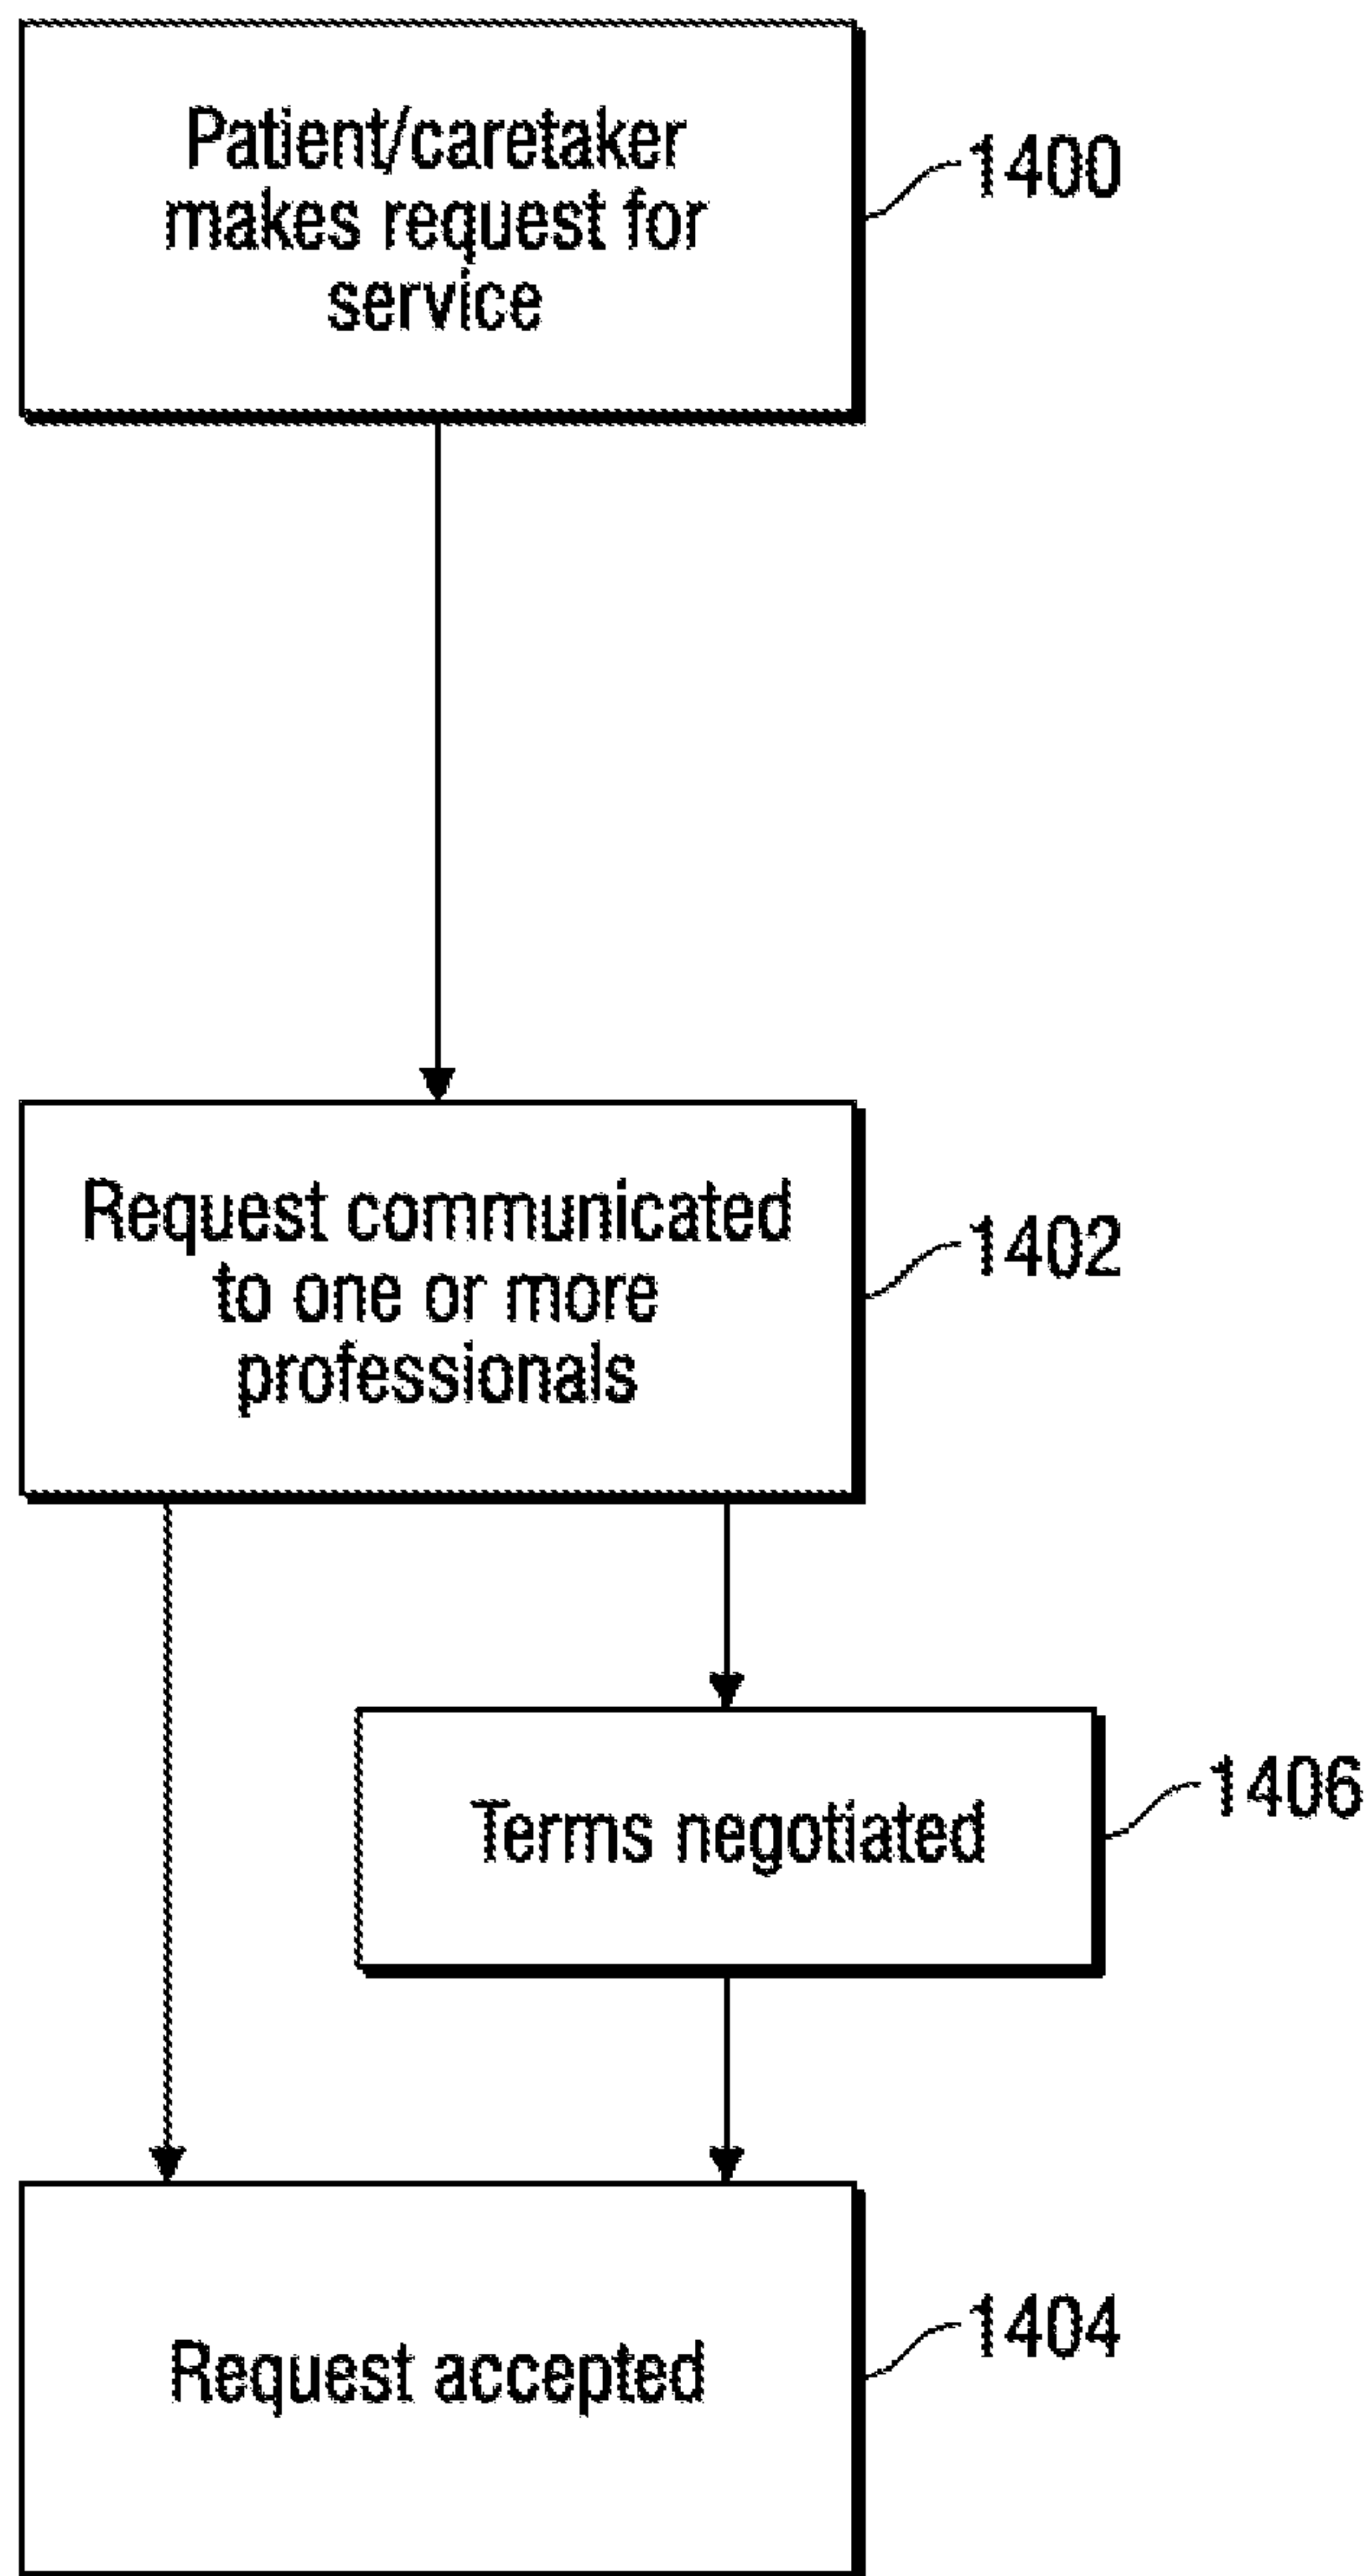 Patient/caretaker
makes request for
service
1400
Request communicated
to one or more
professionals
1402
Terms negotiated
1406
Request accepted
1404